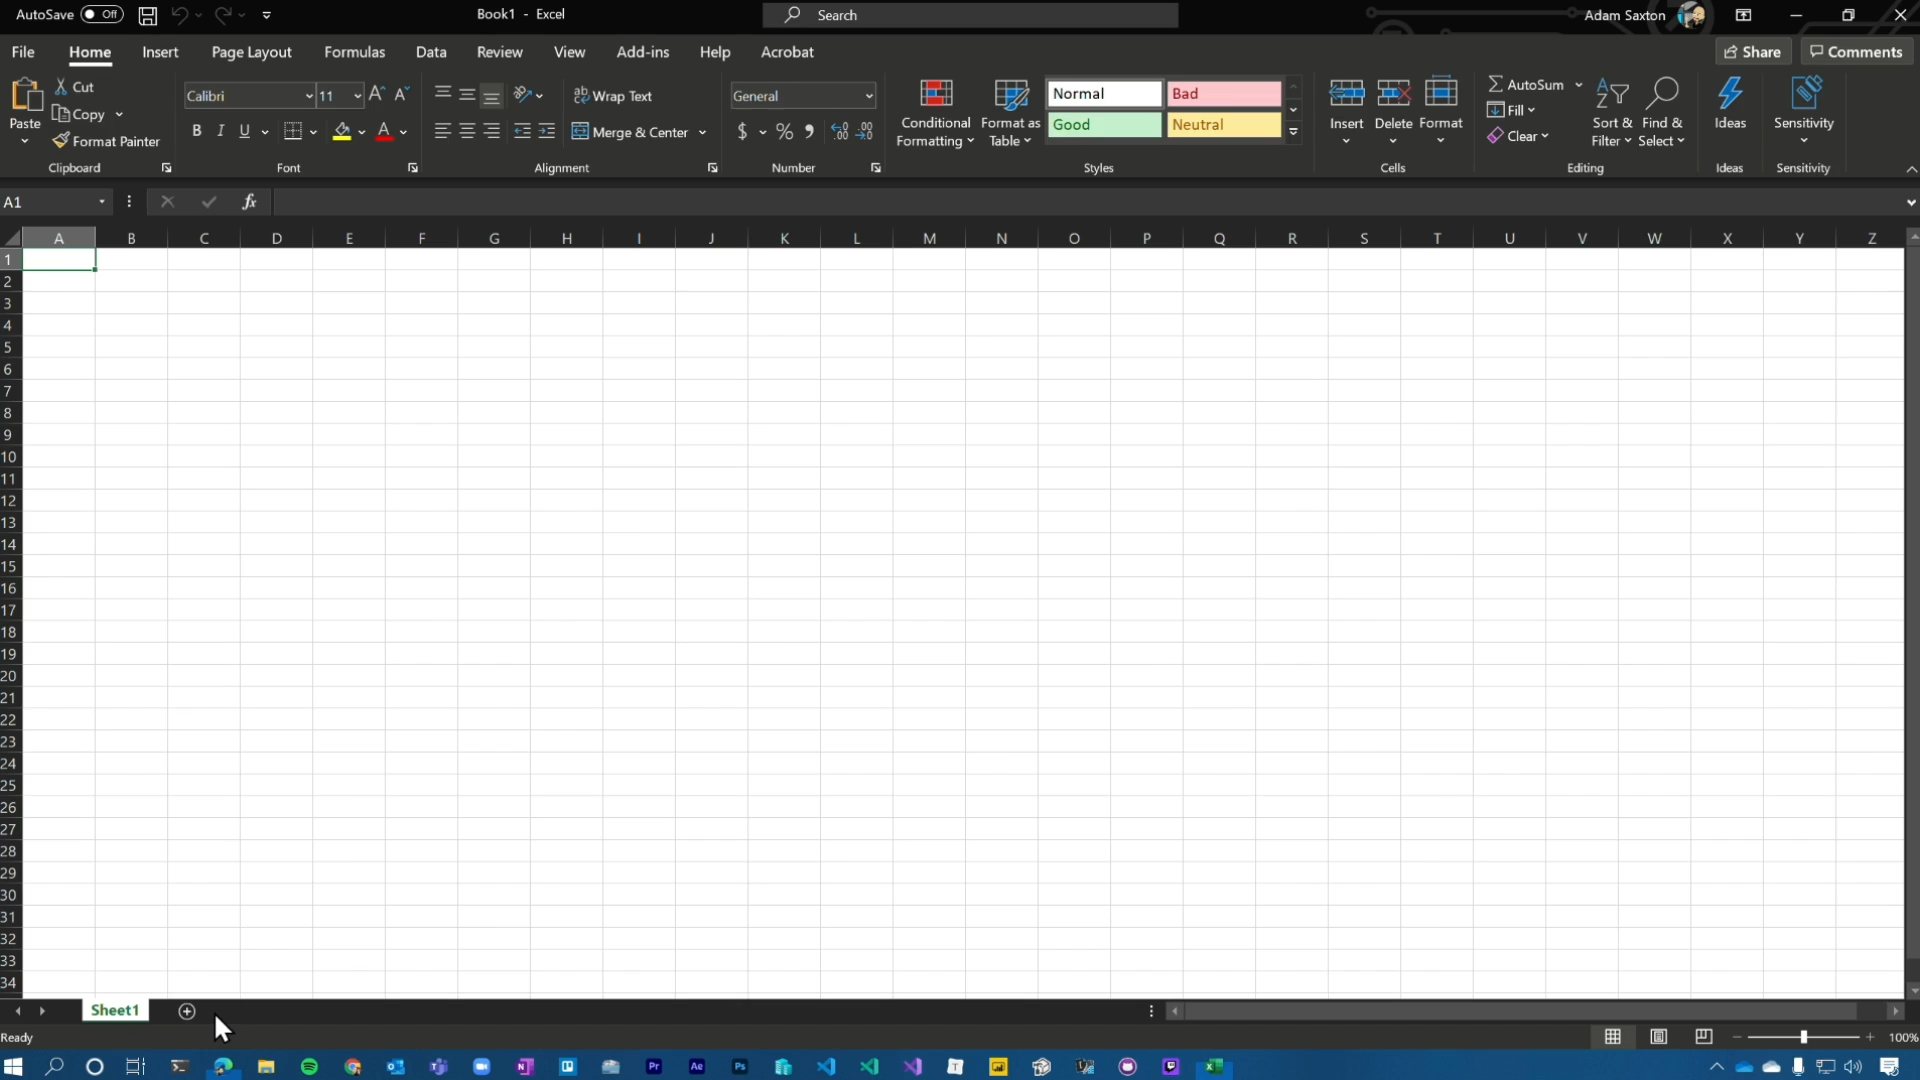 AutoSave Off Book1 - Excel Search Adam Saxton
File Home Insert Page Layout Formulas Data Review View Add-ins Help Acrobat Share Comments
Paste Cut
Copy
Format Painter
Clipboard
Calibri 11
B I U A
Font
Wrap Text
Merge & Center
Alignment
General
$ % 9
Number
Conditional Formatting
Format as Table
Normal Bad
Good Neutral
Styles
Insert Delete Format
Cells
AutoSum
Fill
Clear
Sort & Filter
Find & Select
Editing
Ideas
Ideas
Sensitivity
Sensitivity
A1 fx
A B C D E F G H I J K L M N O P Q R S T U V W X Y Z
1
2
3
4
5
6
7
8
9
10
11
12
13
14
15
16
17
18
19
20
21
22
23
24
25
26
27
28
29
30
31
32
33
34
Sheet1
Ready 100%
Pr Ae Ps